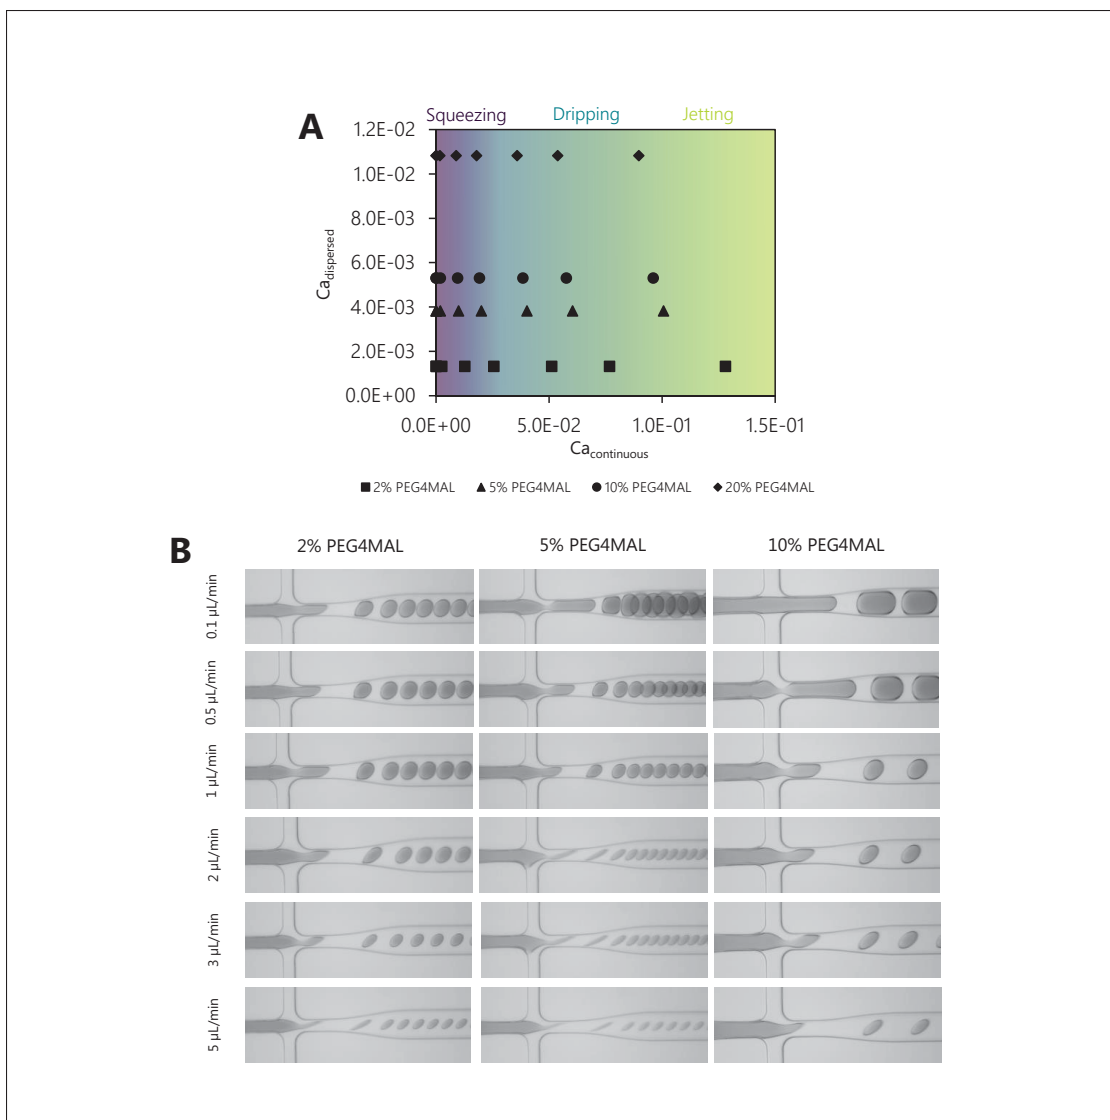 A
Squeezing Dripping Jetting
1.2E-02
1.0E-02
8.0E-03
6.0E-03
4.0E-03
2.0E-03
0.0E+00
Ca_dispersed
0.0E+00 5.0E-02 1.0E-01 1.5E-01
Ca_continuous
2% PEG4MAL 5% PEG4MAL 10% PEG4MAL 20% PEG4MAL
B
2% PEG4MAL 5% PEG4MAL 10% PEG4MAL
0.1 µL/min
0.5 µL/min
1 µL/min
2 µL/min
3 µL/min
5 µL/min